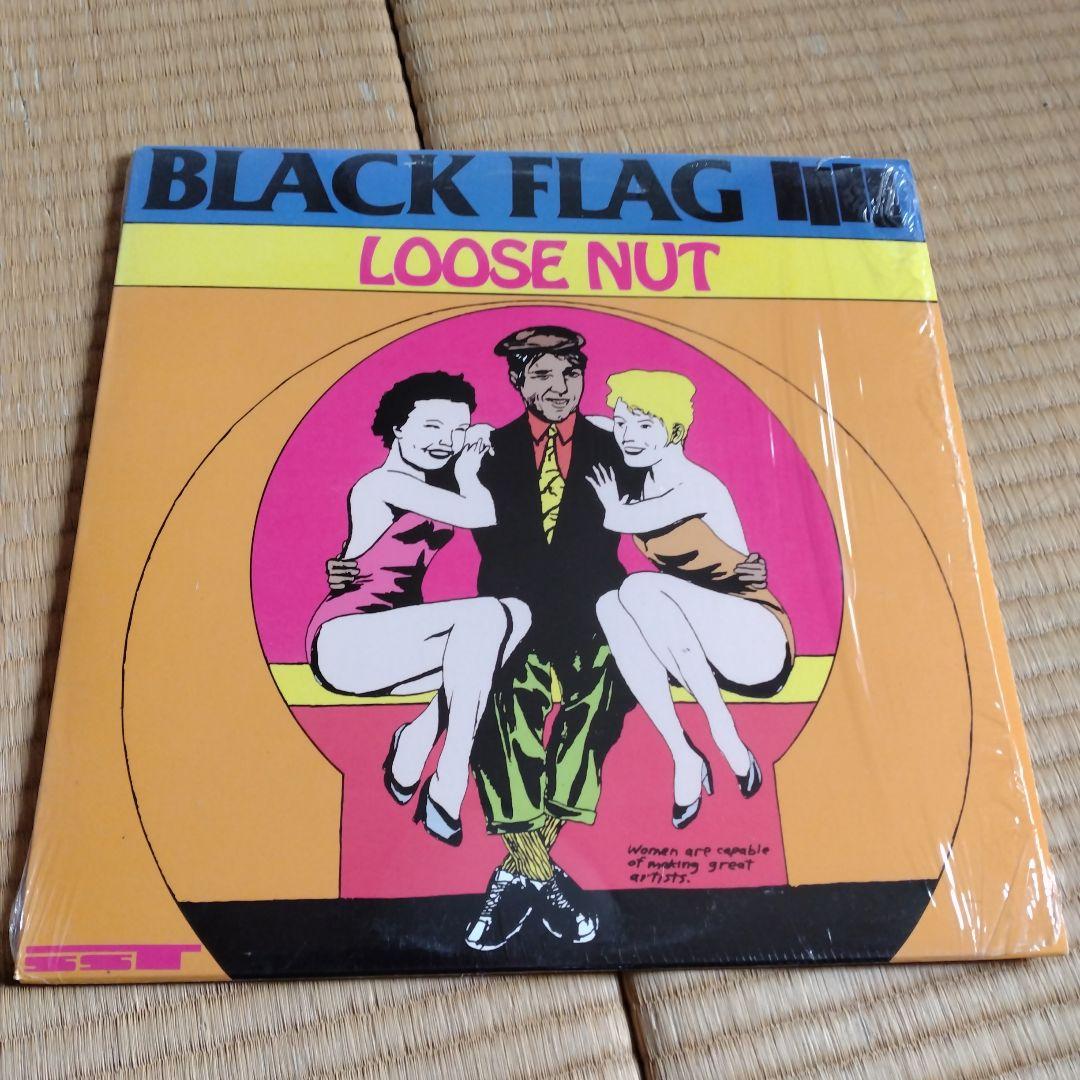 BLACK FLAG
LOOSE NUT
Women are capable
of making great
artists.
SST